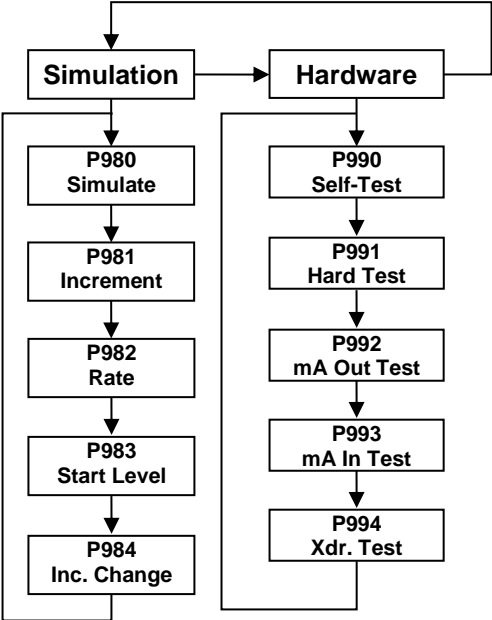 Simulation
Hardware
P980
Simulate
P981
Increment
P982
Rate
P983
Start Level
P984
Inc. Change
P990
Self-Test
P991
Hard Test
P992
mA Out Test
P993
mA In Test
P994
Xdr. Test